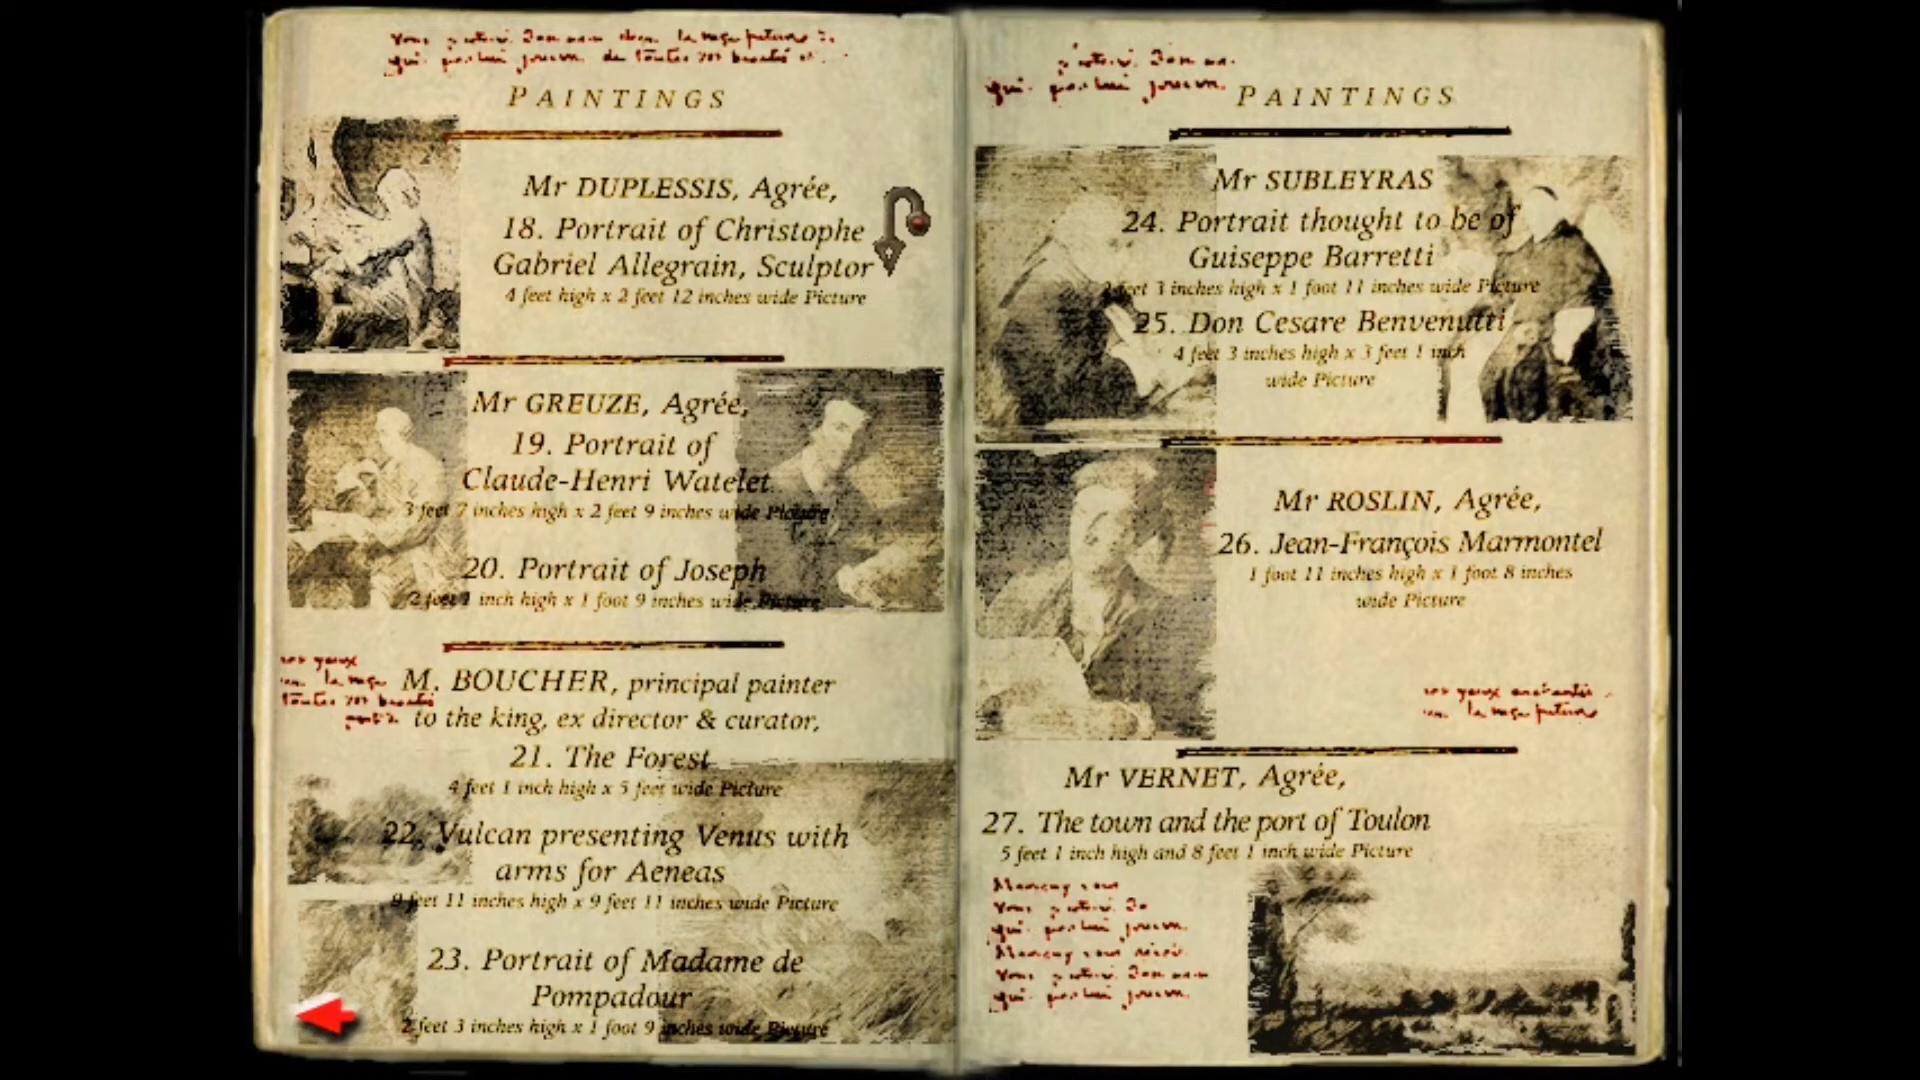 PAINTINGS
Mr DUPLESSIS, Agrée,
18. Portrait of Christophe
Gabriel Allegrain, Sculptor
4 feet high x 2 feet 12 inches wide Picture
Mr GREUZE, Agrée,
19. Portrait of
Claude-Henri Watelet
3 feet 7 inches high x 2 feet 9 inches wide Picture
20. Portrait of Joseph
2 feet 1 inch high x 1 foot 9 inches wide Picture
M. BOUCHER, principal painter
to the king, ex director & curator,
21. The Forest
4 feet 1 inch high x 5 feet wide Picture
22. Vulcan presenting Venus with
arms for Aeneas
9 feet 11 inches high x 9 feet 11 inches wide Picture
23. Portrait of Madame de
Pompadour
2 feet 3 inches high x 1 foot 9 inches wide Picture
PAINTINGS
Mr SUBLEYRAS
24. Portrait thought to be of
Guiseppe Barretti
feet 3 inches high x 1 foot 11 inches wide Picture
25. Don Cesare Benvenutti
4 feet 3 inches high x 3 feet 1 inch
wide Picture
Mr ROSLIN, Agrée,
26. Jean-François Marmontel
1 foot 11 inches high x 1 foot 8 inches
wide Picture
Mr VERNET, Agrée,
27. The town and the port of Toulon
5 feet 1 inch high and 8 feet 1 inch wide Picture